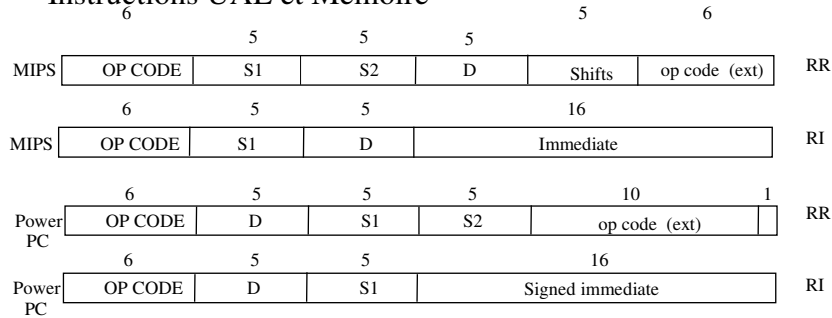 Instructions UAL et Mémoire
6 5 6
5 5 5
MIPS OP CODE S1 S2 D Shifts op code (ext) RR
6 5 5 16
MIPS OP CODE S1 D Immediate RI
6 5 5 5 10 1
Power PC OP CODE D S1 S2 op code (ext) RR
6 5 5 16
Power PC OP CODE D S1 Signed immediate RI